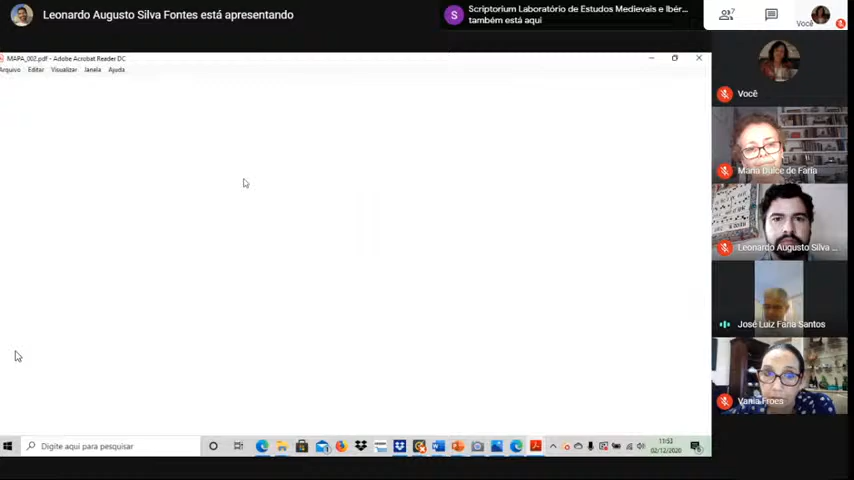 Leonardo Augusto Silva Fontes está apresentando
S
Scriptorium Laboratório de Estudos Medievais e Ibér...
também está aqui
7
Você
MAPA_002.pdf - Adobe Acrobat Reader DC
Arquivo Editar Visualizar Janela Ajuda
Você
Maria Dulce de Faria
Leonardo Augusto Silva ...
José Luiz Faria Santos
Vania Froes
Digite aqui para pesquisar
11:53
02/12/2020